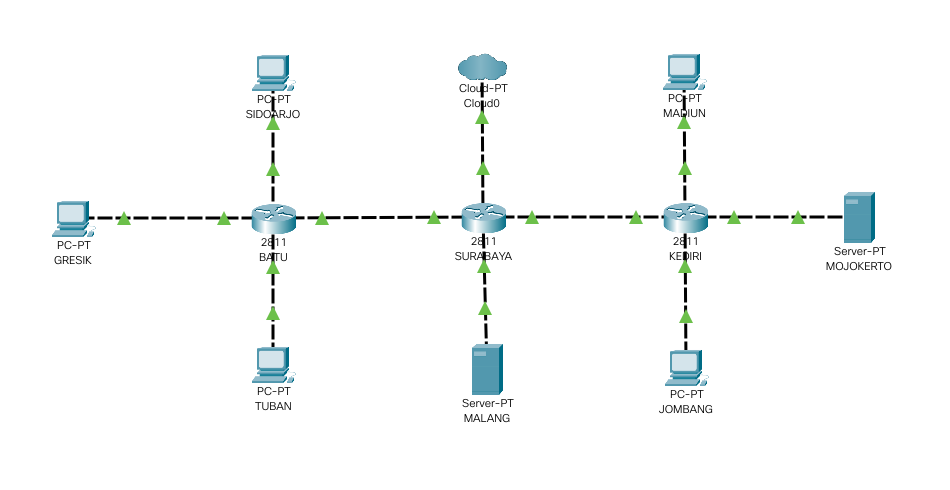 PC-PT
SIDOARJO
Cloud-PT
Cloud0
PC-PT
MADIUN
PC-PT
GRESIK
2811
BATU
2811
SURABAYA
2811
KEDIRI
Server-PT
MOJOKERTO
PC-PT
TUBAN
Server-PT
MALANG
PC-PT
JOMBANG